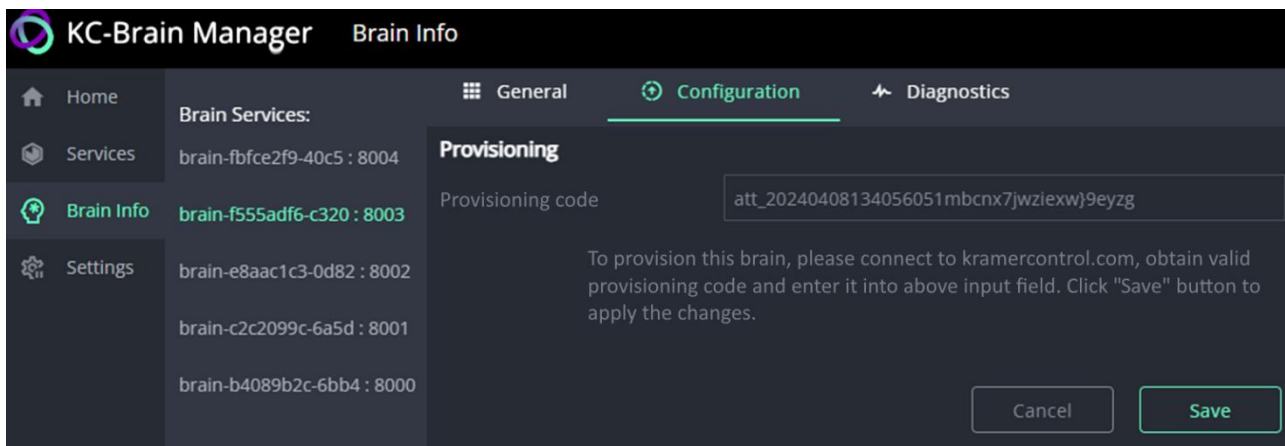 KC-Brain Manager Brain Info
Home
Services
Brain Info
Settings
Brain Services:
brain-fbfce2f9-40c5 : 8004
brain-f555adf6-c320 : 8003
brain-e8aac1c3-0d82 : 8002
brain-c2c2099c-6a5d : 8001
brain-b4089b2c-6bb4 : 8000
General Configuration Diagnostics
Provisioning
Provisioning code att_20240408134056051mbcnx7jwziexw}9eyzg
To provision this brain, please connect to kramercontrol.com, obtain valid
provisioning code and enter it into above input field. Click "Save" button to
apply the changes.
Cancel Save